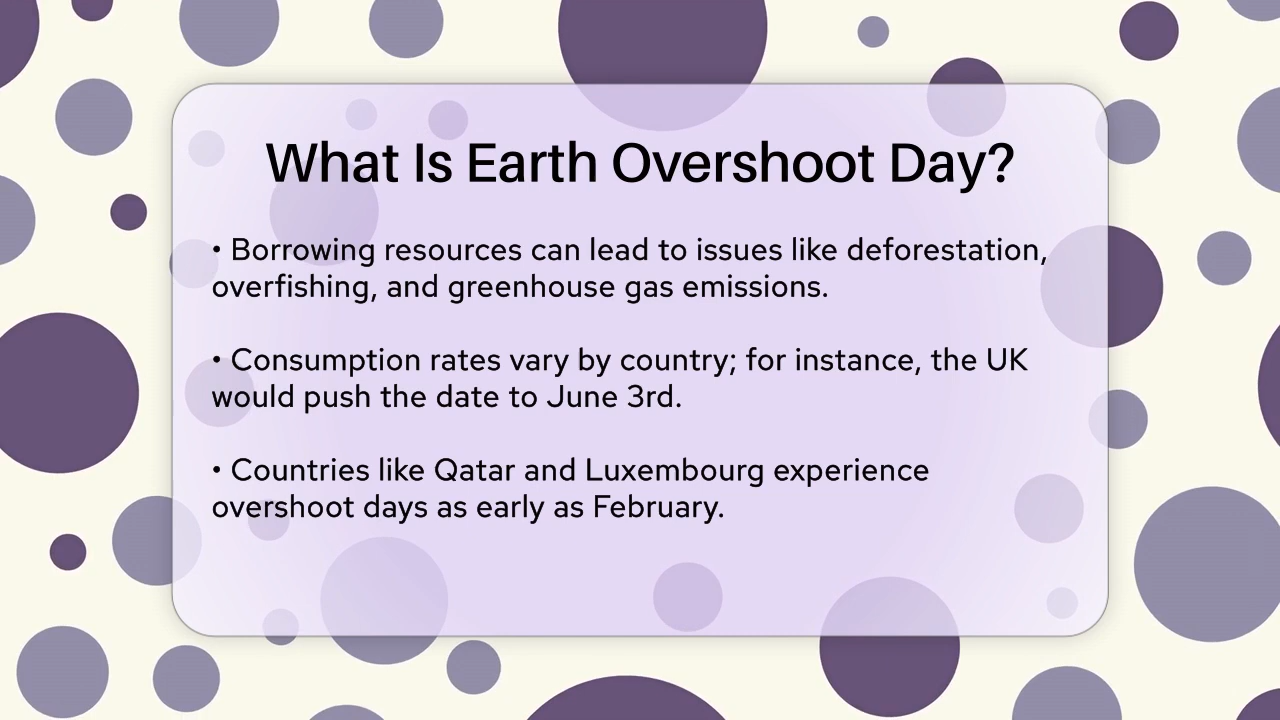 What Is Earth Overshoot Day?
• Borrowing resources can lead to issues like deforestation,
overfishing, and greenhouse gas emissions.
• Consumption rates vary by country; for instance, the UK
would push the date to June 3rd.
• Countries like Qatar and Luxembourg experience
overshoot days as early as February.